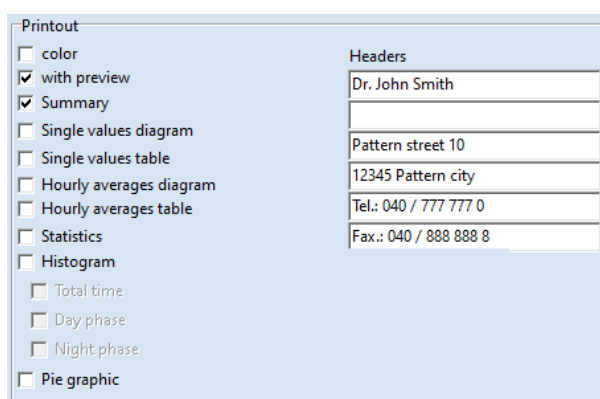 Printout
color
with preview
Summary
Single values diagram
Single values table
Hourly averages diagram
Hourly averages table
Statistics
Histogram
Total time
Day phase
Night phase
Pie graphic
Headers
Dr. John Smith
Pattern street 10
12345 Pattern city
Tel.: 040 / 777 777 0
Fax.: 040 / 888 888 8